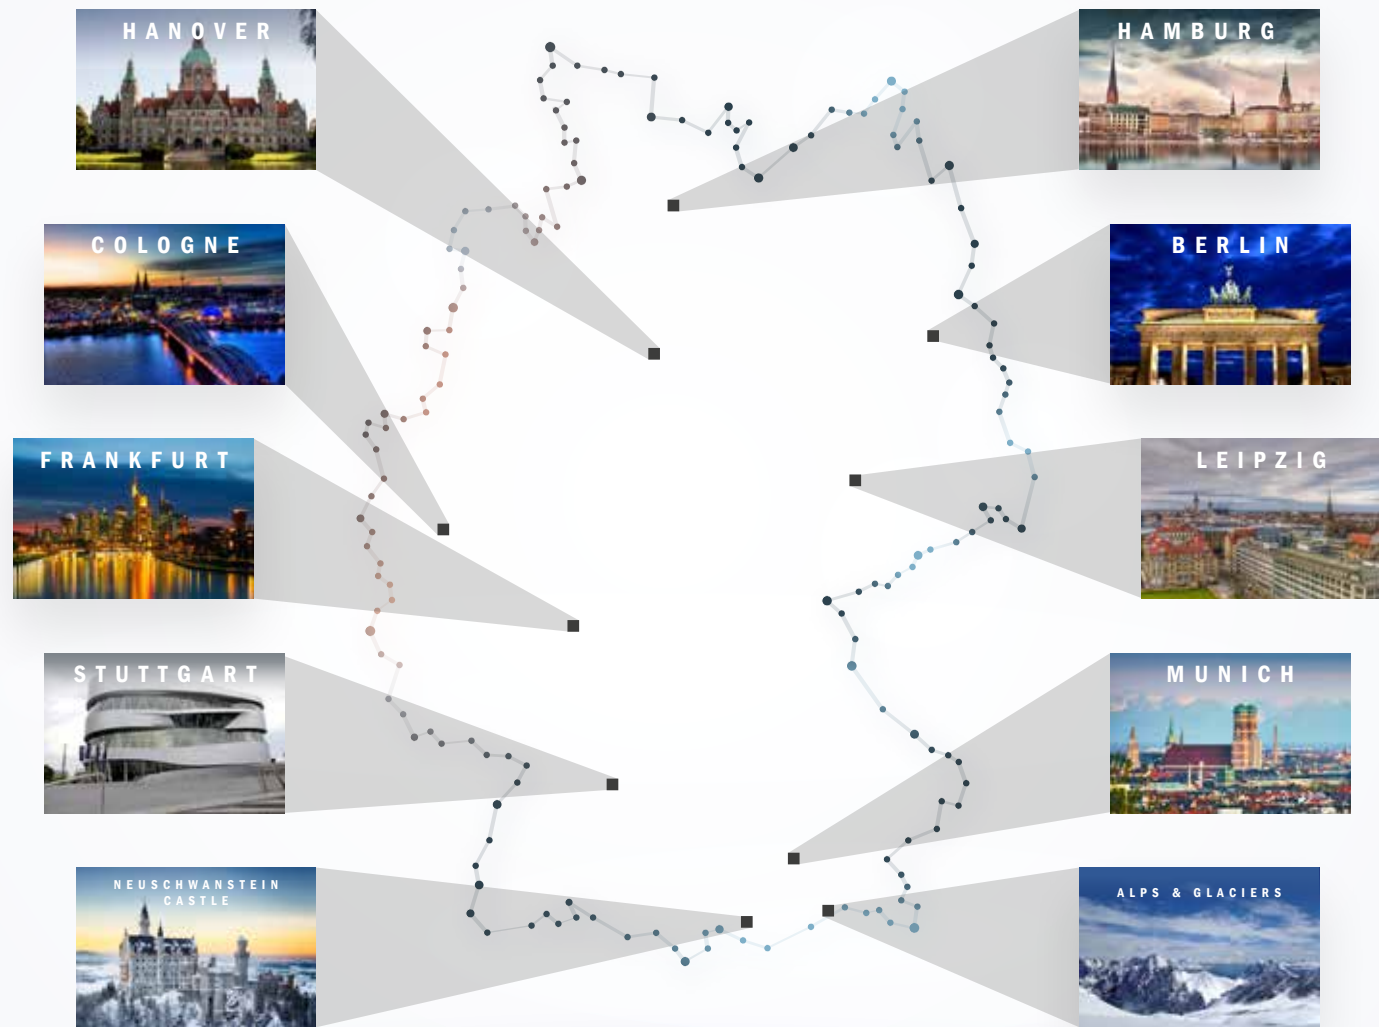 HANOVER
HAMBURG
COLOGNE
BERLIN
FRANKFURT
LEIPZIG
STUTTGART
MUNICH
NEUSCHWANSTEIN
CASTLE
ALPS & GLACIERS